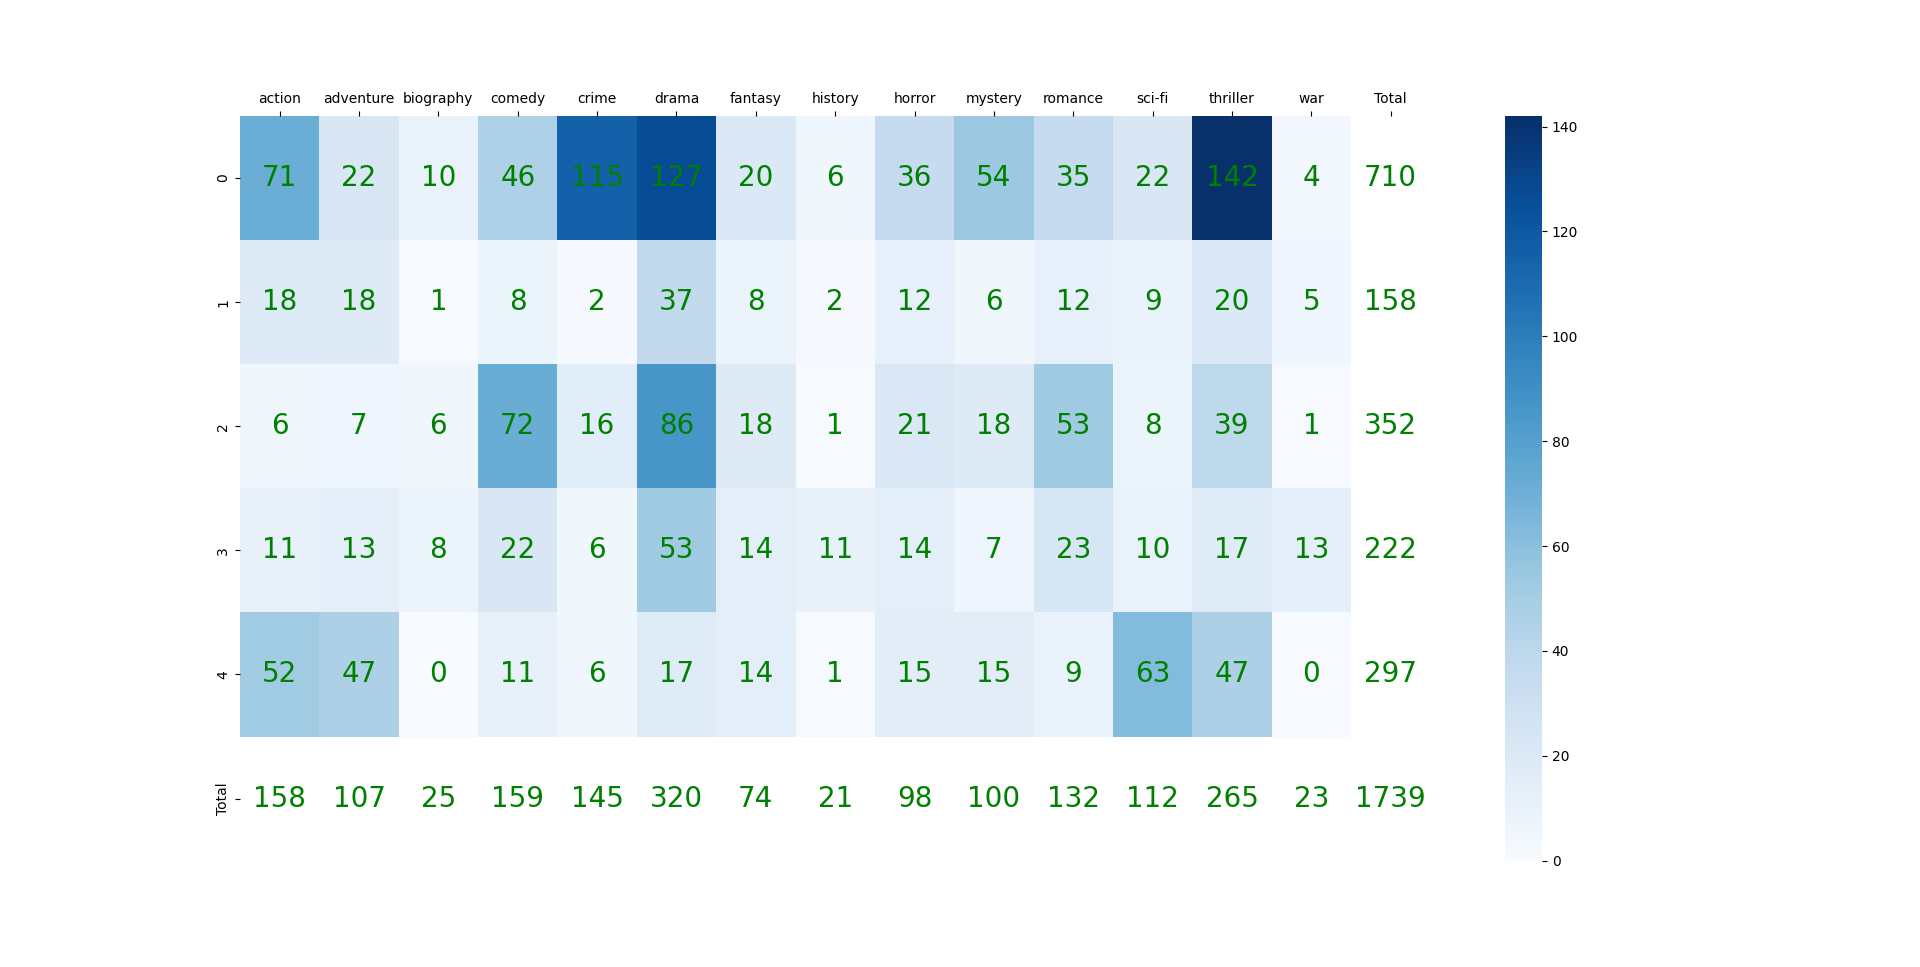 action adventure biography comedy crime drama fantasy history horror mystery romance sci-fi thriller war Total
0 71 22 10 46 115 127 20 6 36 54 35 22 142 4 710
1 18 18 1 8 2 37 8 2 12 6 12 9 20 5 158
2 6 7 6 72 16 86 18 1 21 18 53 8 39 1 352
3 11 13 8 22 6 53 14 11 14 7 23 10 17 13 222
4 52 47 0 11 6 17 14 1 15 15 9 63 47 0 297
Total 158 107 25 159 145 320 74 21 98 100 132 112 265 23 1739
140
120
100
80
60
40
20
0